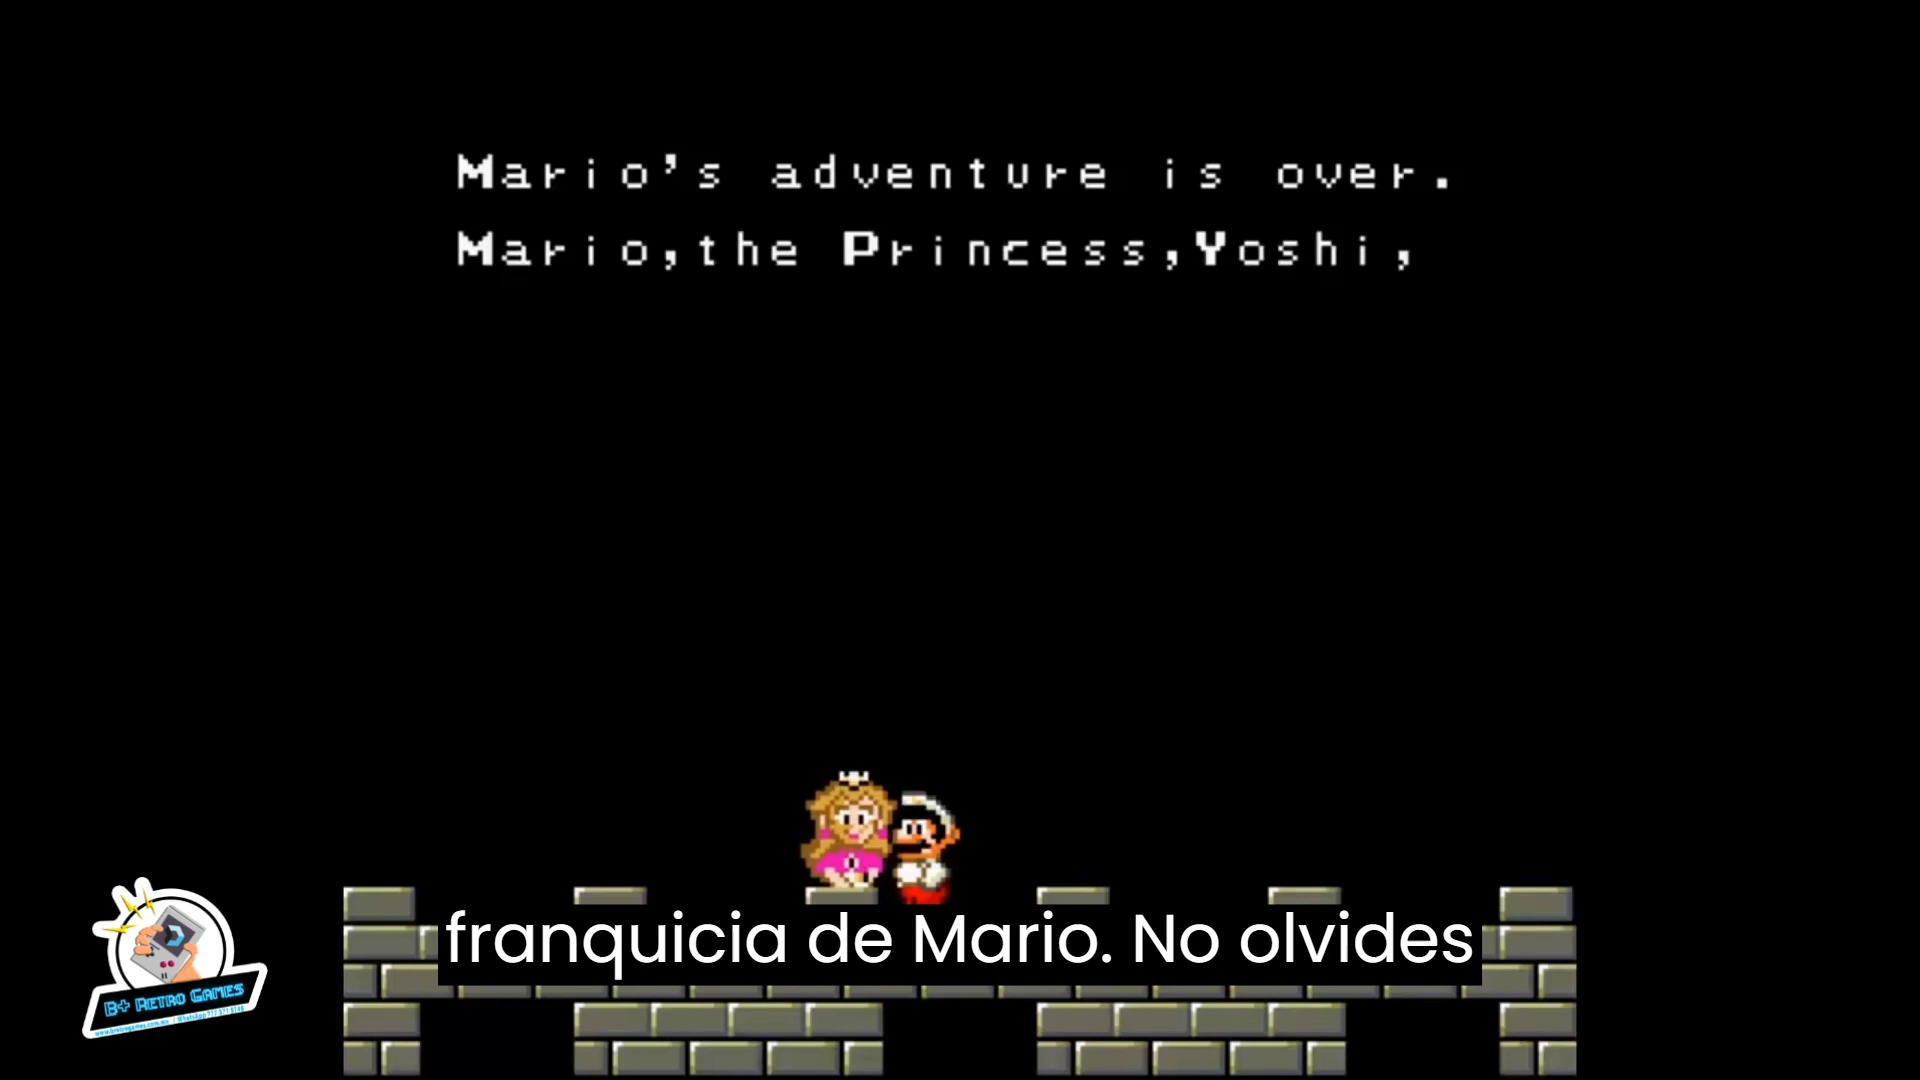 Mario's adventure is over.
Mario,the Princess,Yoshi,
franquicia de Mario. No olvides
B+ RETRO GAMES